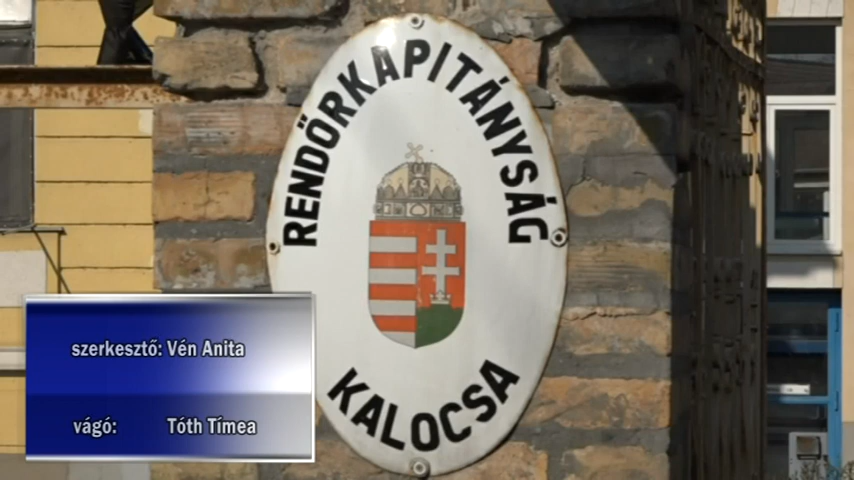 RENDŐRKAPITÁNYSÁG
KALOCSA
szerkesztő: Vén Anita
vágó: Tóth Tímea